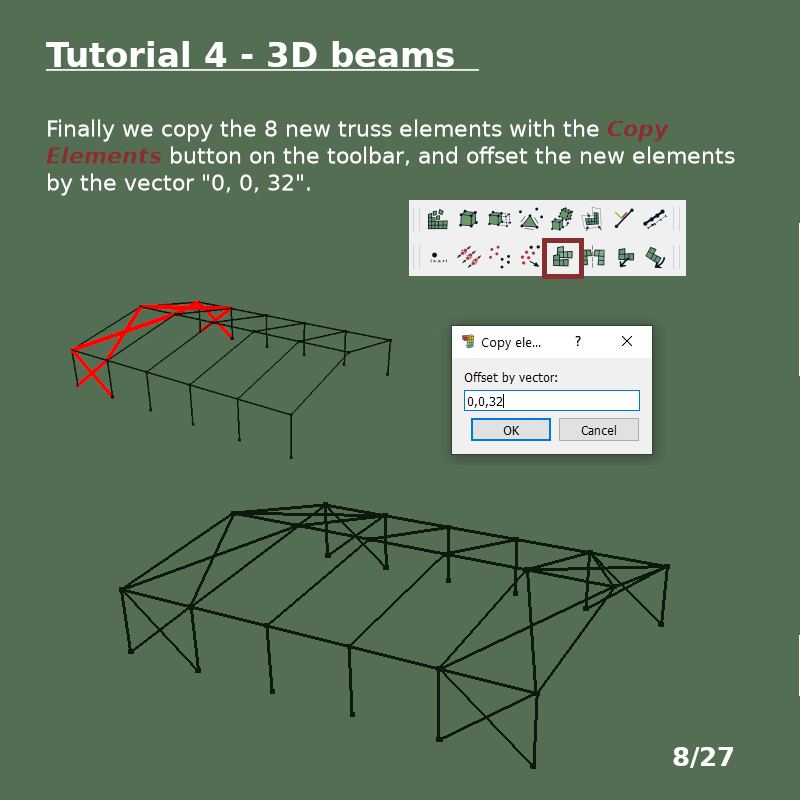 Tutorial 4 - 3D beams
Finally we copy the 8 new truss elements with the Copy
Elements button on the toolbar, and offset the new elements
by the vector "0, 0, 32".
Copy ele... ?
Offset by vector:
0,0,32
OK Cancel
8/27